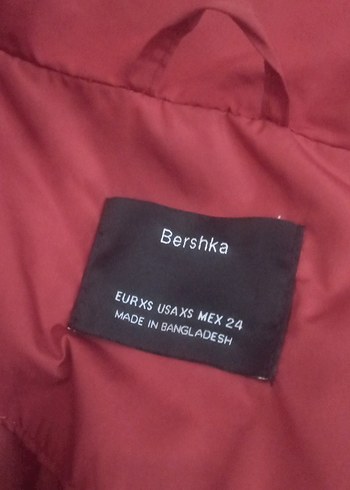 Bershka
EUR XS USA XS MEX 24
MADE IN BANGLADESH